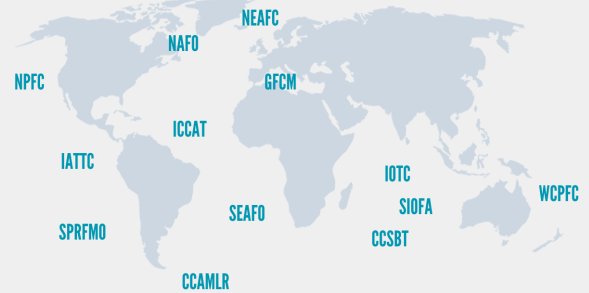 NEAFC
NAFO
NPFC
GFCM
ICCAT
IATTC
IOTC
WCPFC
SIOFA
SEAFO
SPRFMO
CCSBT
CCAMLR